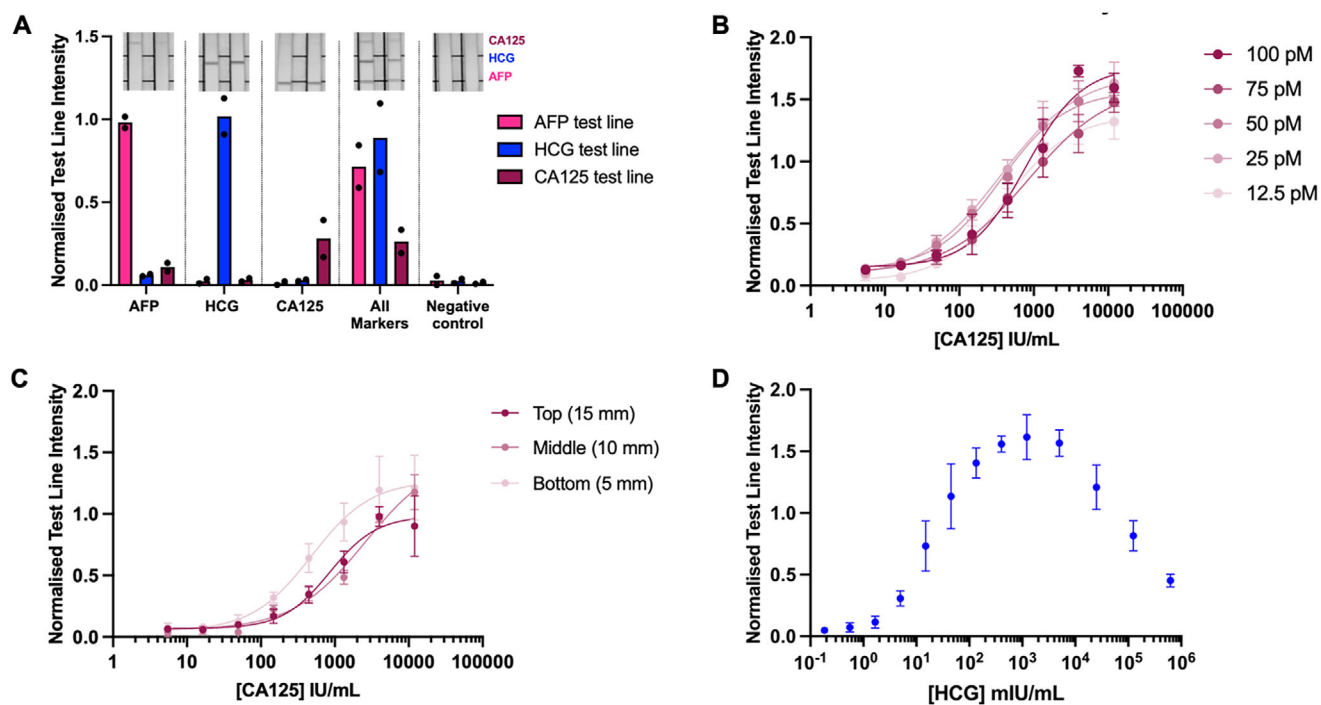 A
Normalised Test Line Intensity
1.5
1.0
0.5
0.0
CA125
HCG
AFP
AFP test line
HCG test line
CA125 test line
AFP
HCG
CA125
All
Markers
Negative
control
B
Normalised Test Line Intensity
2.0
1.5
1.0
0.5
0.0
1
10
100
1000
10000
100000
[CA125] IU/mL
100 pM
75 pM
50 pM
25 pM
12.5 pM
C
Normalised Test Line Intensity
2.0
1.5
1.0
0.5
0.0
1
10
100
1000
10000
100000
[CA125] IU/mL
Top (15 mm)
Middle (10 mm)
Bottom (5 mm)
D
Normalised Test Line Intensity
2.0
1.5
1.0
0.5
0.0
10⁻¹
10⁰
10¹
10²
10³
10⁴
10⁵
10⁶
[HCG] mIU/mL